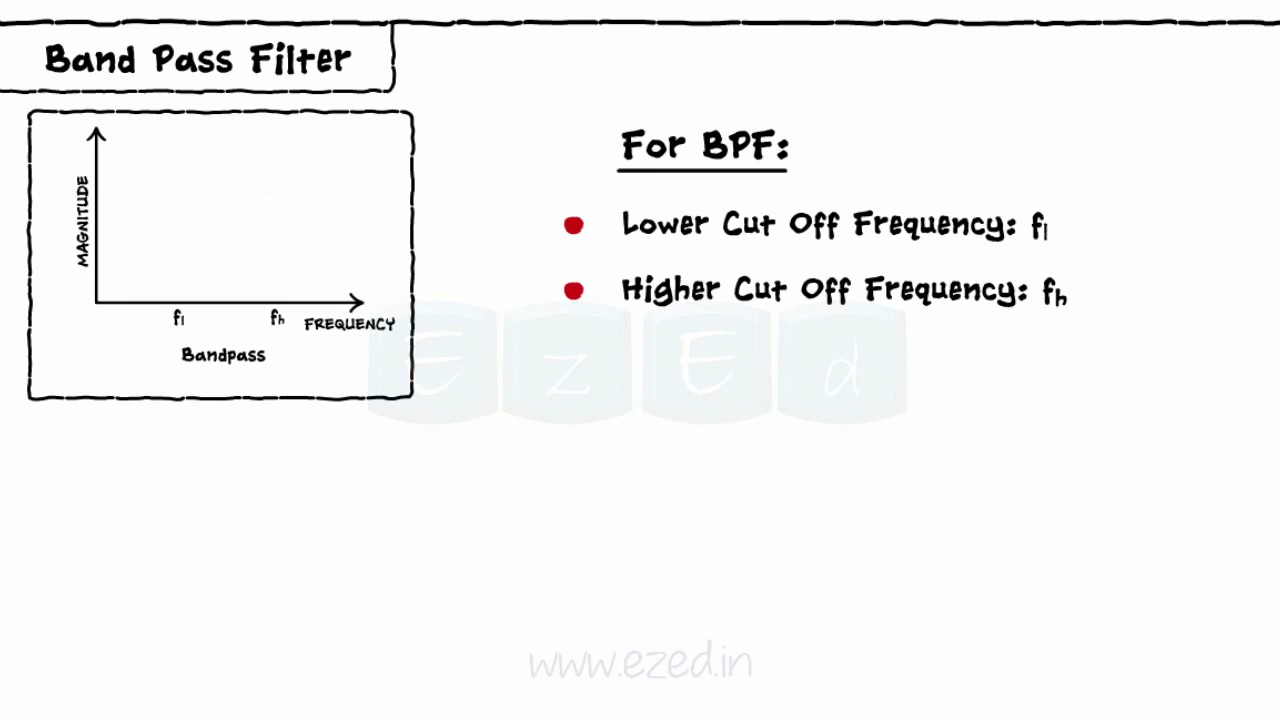 Band Pass Filter
MAGNITUDE
fl
fh
FREQUENCY
Bandpass
For BPF:
Lower Cut Off Frequency: fl
Higher Cut Off Frequency: fh
EzEd
www.ezed.in